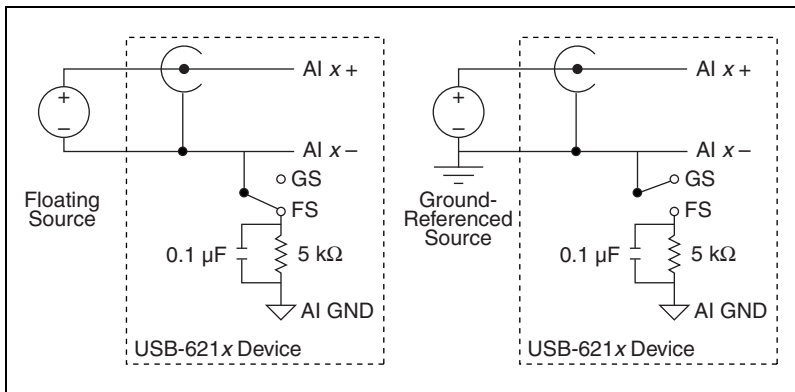 +
−
AI x+
AI x−
GS
FS
Floating
Source
0.1 µF
5 kΩ
AI GND
USB-621x Device
+
−
AI x+
AI x−
GS
FS
Ground-
Referenced
Source
0.1 µF
5 kΩ
AI GND
USB-621x Device